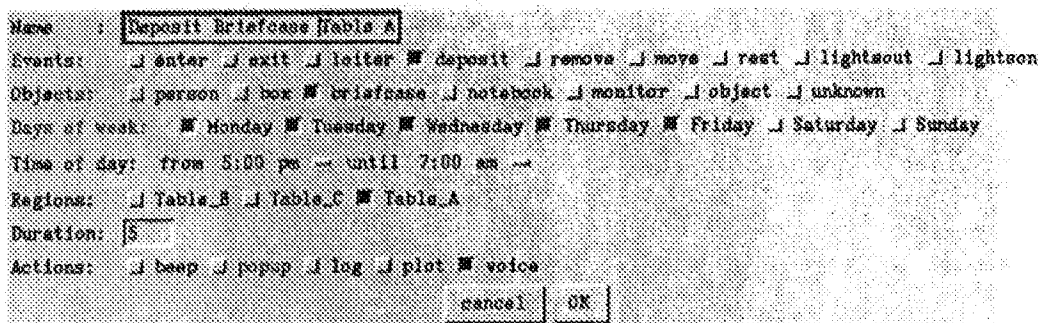 Name : Deposit Briefcase Table A
Events: enter exit loiter deposit remove move rest lightsout lightson
Objects: person box briefcase notebook monitor object unknown
Days of week: Monday Tuesday Wednesday Thursday Friday Saturday Sunday
Time of day: from 5:00 pm until 7:00 am
Regions: Table_B Table_C Table_A
Duration: 5
Actions: beep popup log plot voice
cancel OK